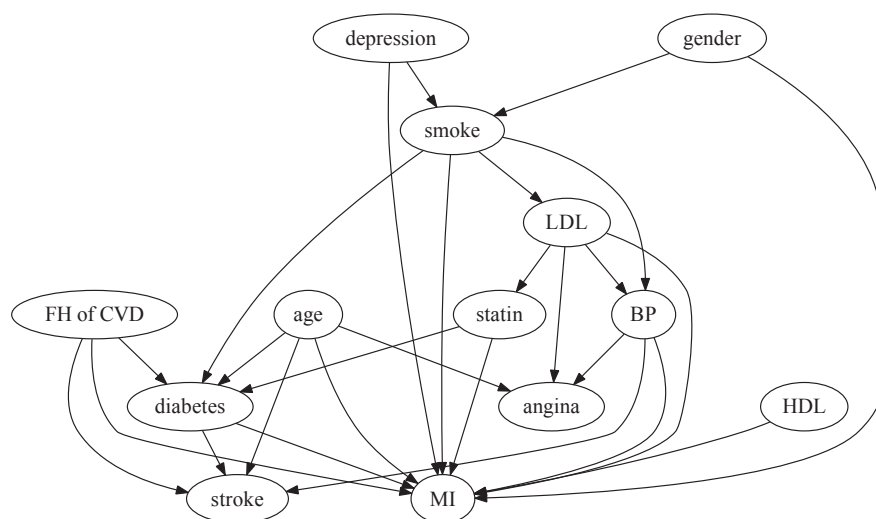 depression
gender
smoke
LDL
FH of CVD
age
statin
BP
diabetes
angina
HDL
stroke
MI